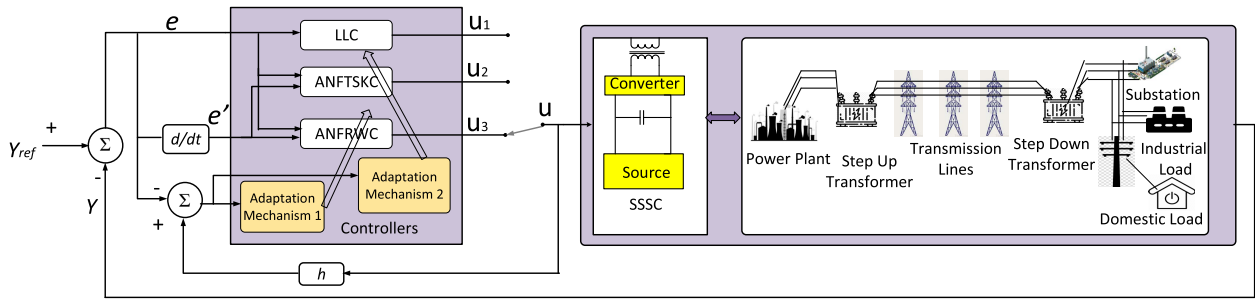 e
LLC
u1
ANFTSKC
u2
e'
d/dt
ANFRWC
u3
u
+
Yref
Σ
-
Y
-
Σ
+
Adaptation
Mechanism 1
Adaptation
Mechanism 2
Controllers
h
Converter
Source
SSSC
Power Plant
Step Up
Transformer
Transmission
Lines
Step Down
Transformer
Substation
Industrial
Load
Domestic Load